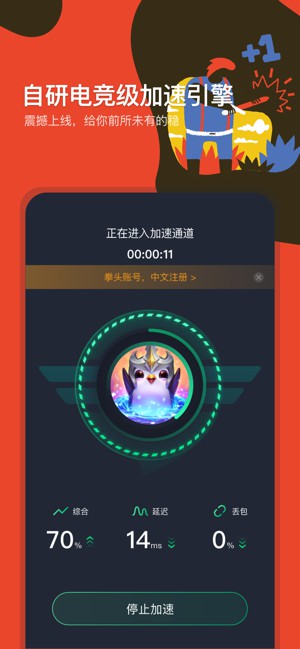 +1
自研电竞级加速引擎
震撼上线，给你前所未有的稳
正在进入加速通道
00:00:11
拳头账号，中文注册 >
综合 延迟 丢包
70% 14ms 0%
停止加速